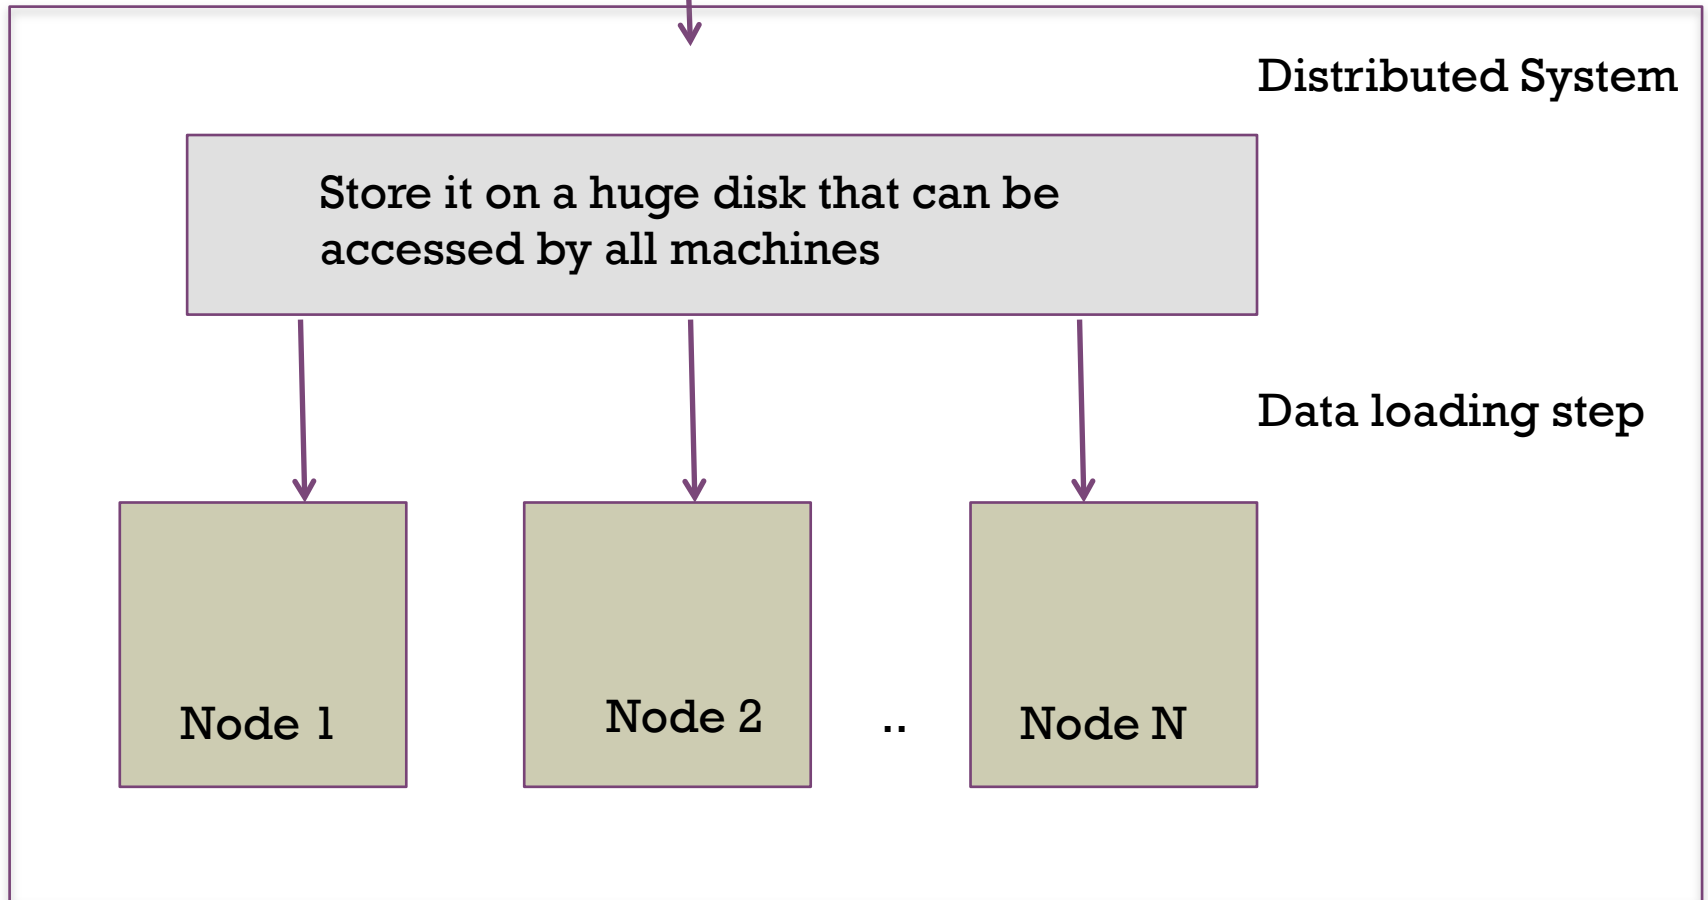 Distributed System
Store it on a huge disk that can be
accessed by all machines
Data loading step
Node 1
Node 2
..
Node N